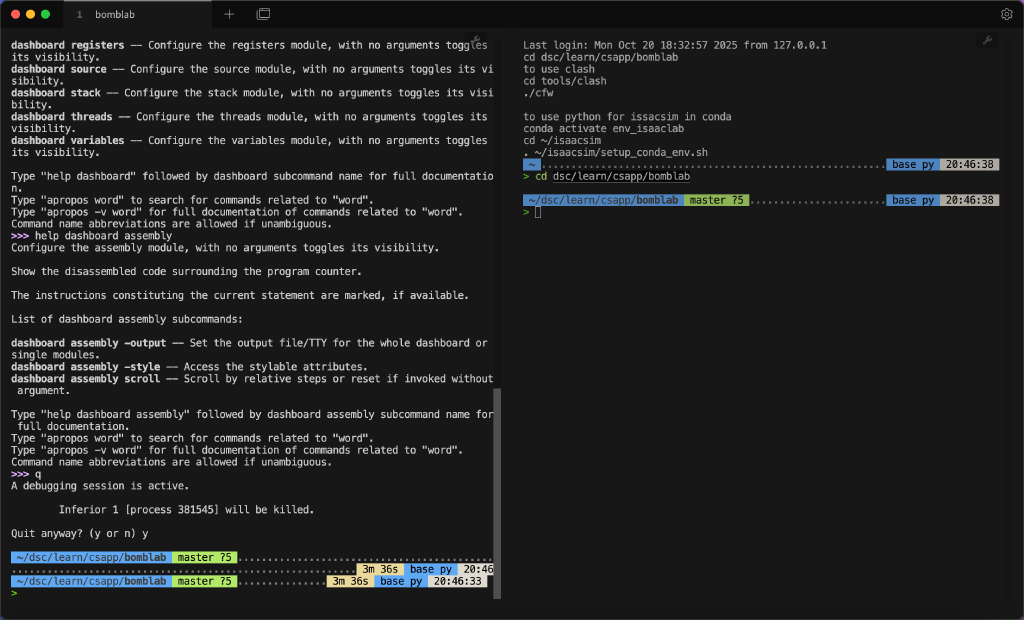 1 bomblab
dashboard registers —— Configure the registers module, with no arguments toggles
its visibility.
dashboard source —— Configure the source module, with no arguments toggles its vi
sibility.
dashboard stack —— Configure the stack module, with no arguments toggles its visi
bility.
dashboard threads —— Configure the threads module, with no arguments toggles its
visibility.
dashboard variables —— Configure the variables module, with no arguments toggles
its visibility.
Type "help dashboard" followed by dashboard subcommand name for full documentatio
n.
Type "apropos word" to search for commands related to "word".
Type "apropos -v word" for full documentation of commands related to "word".
Command name abbreviations are allowed if unambiguous.
>>> help dashboard assembly
Configure the assembly module, with no arguments toggles its visibility.
Show the disassembled code surrounding the program counter.
The instructions constituting the current statement are marked, if available.
List of dashboard assembly subcommands:
dashboard assembly -output —— Set the output file/TTY for the whole dashboard or
single modules.
dashboard assembly -style —— Access the stylable attributes.
dashboard assembly scroll —— Scroll by relative steps or reset if invoked without
argument.
Type "help dashboard assembly" followed by dashboard assembly subcommand name for
full documentation.
Type "apropos word" to search for commands related to "word".
Type "apropos -v word" for full documentation of commands related to "word".
Command name abbreviations are allowed if unambiguous.
>>> q
A debugging session is active.
Inferior 1 [process 381545] will be killed.
Quit anyway? (y or n) y
~/dsc/learn/csapp/bomblab master ?5
3m 36s base py 20:46
~/dsc/learn/csapp/bomblab master ?5 3m 36s base py 20:46:33
>
Last login: Mon Oct 20 18:32:57 2025 from 127.0.0.1
cd dsc/learn/csapp/bomblab
to use clash
cd tools/clash
./cfw
to use python for issacsim in conda
conda activate env_isaaclab
cd ~/isaacsim
. ~/isaacsim/setup_conda_env.sh
~ base py 20:46:38
> cd dsc/learn/csapp/bomblab
~/dsc/learn/csapp/bomblab master ?5 base py 20:46:38
>